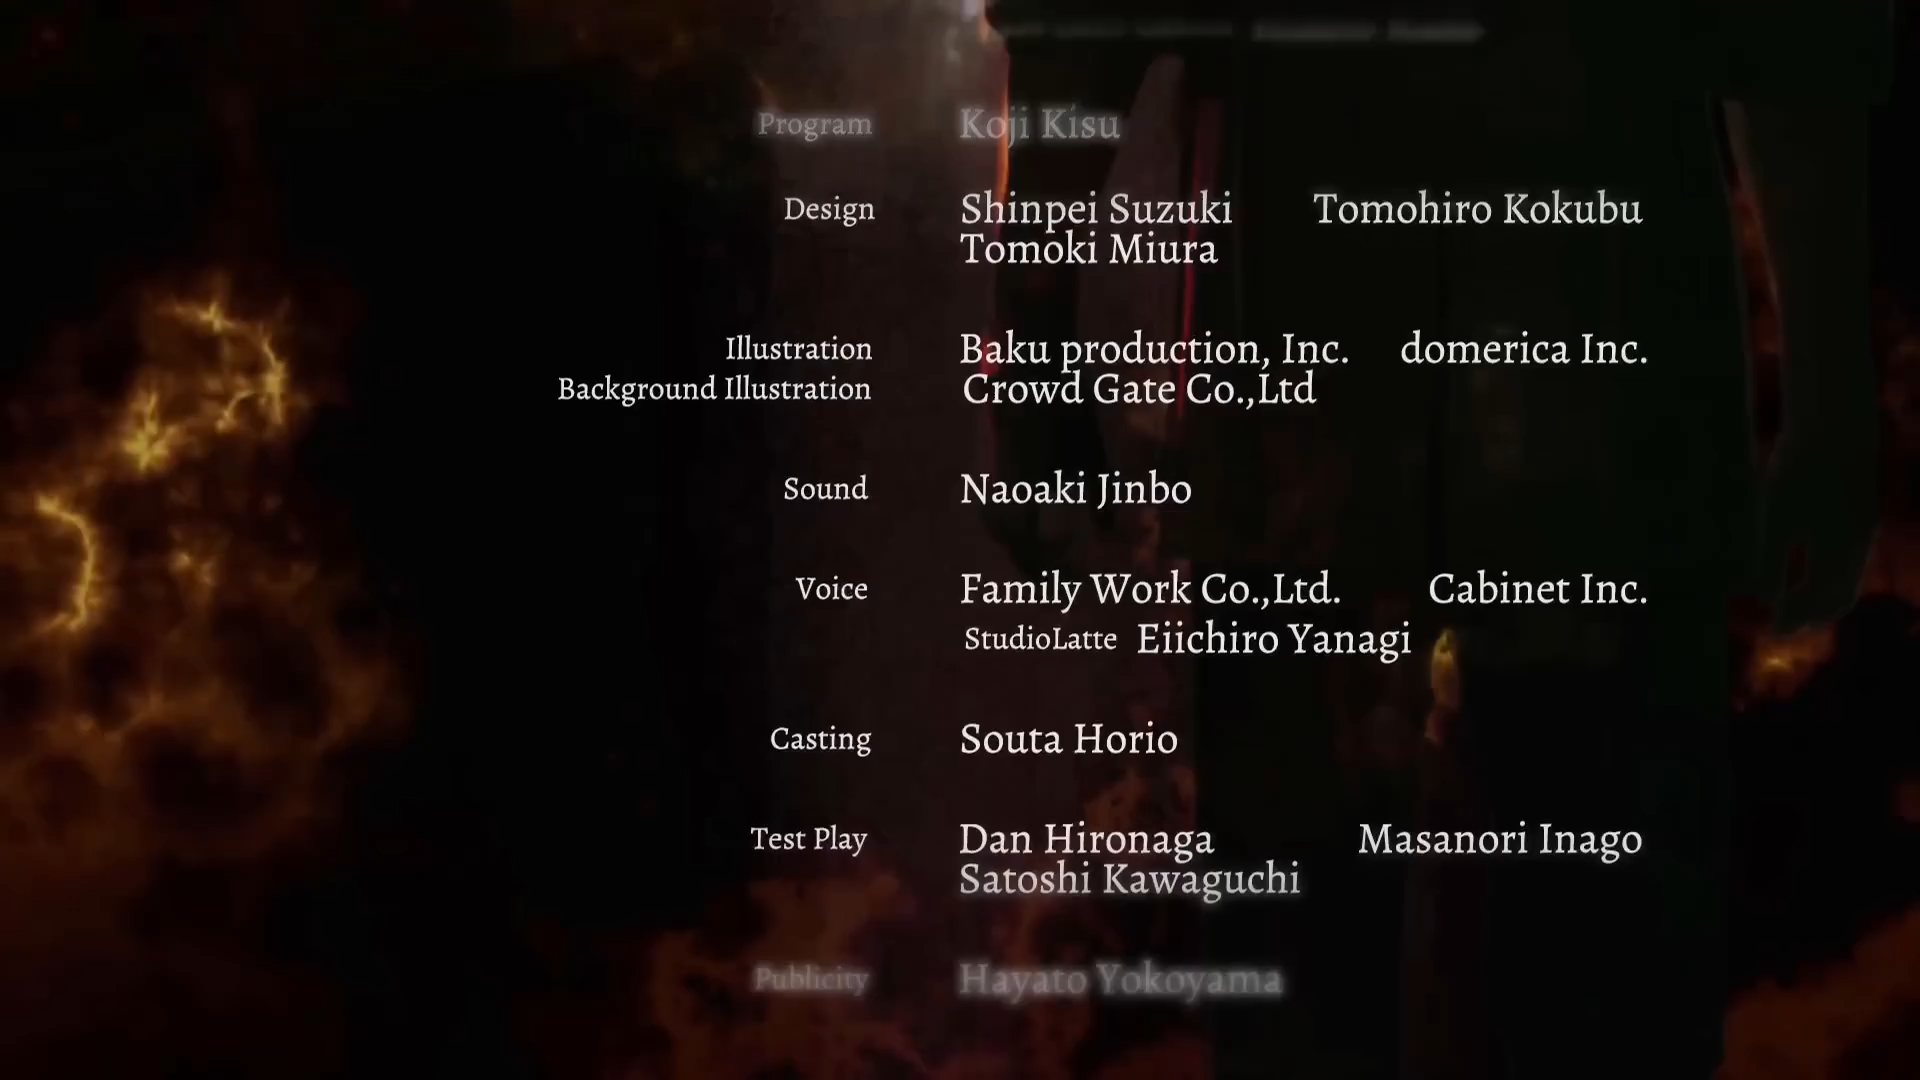 Program Koji Kisu
Design Shinpei Suzuki Tomohiro Kokubu
Tomoki Miura
Illustration Baku production, Inc. domerica Inc.
Background Illustration Crowd Gate Co.,Ltd
Sound Naoaki Jinbo
Voice Family Work Co.,Ltd. Cabinet Inc.
StudioLatte Eiichiro Yanagi
Casting Souta Horio
Test Play Dan Hironaga Masanori Inago
Satoshi Kawaguchi
Publicity Hayato Yokoyama